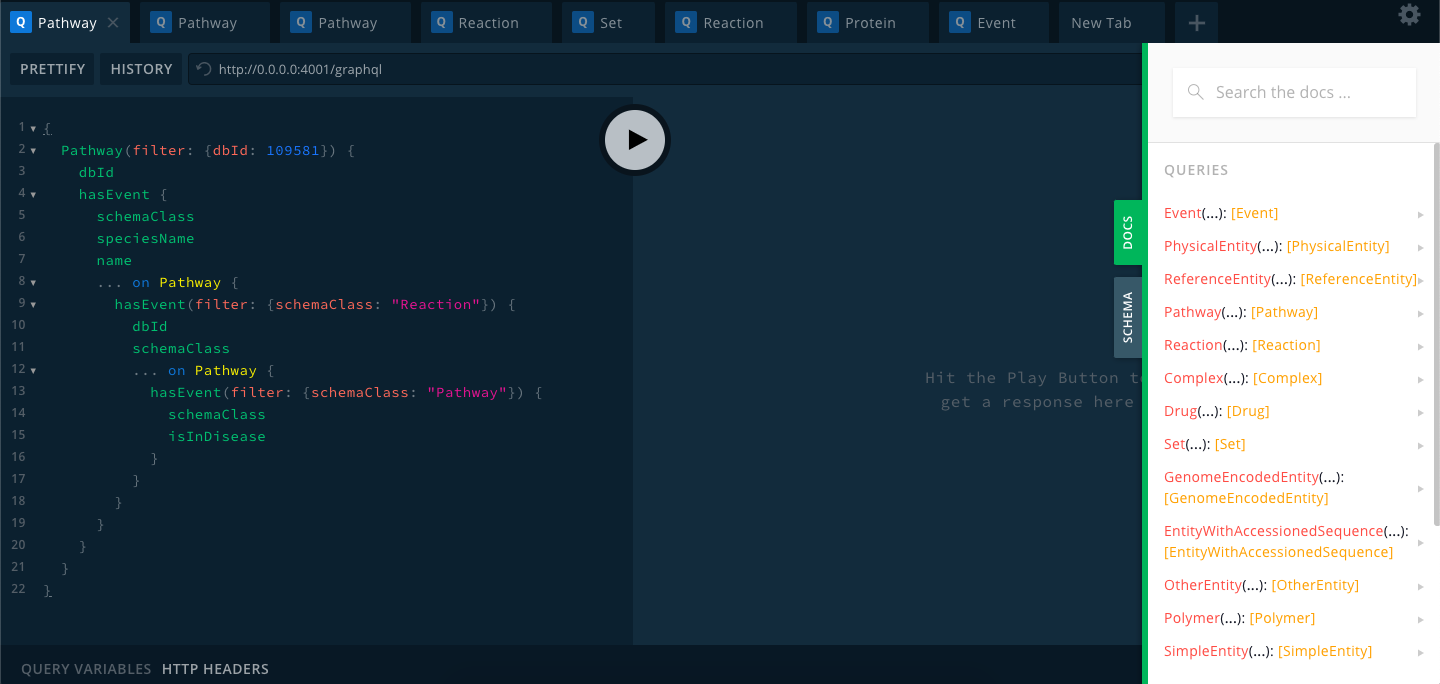 Q Pathway × Q Pathway Q Pathway Q Reaction Q Set Q Reaction Q Protein Q Event New Tab +
PRETTIFY HISTORY http://0.0.0.0:4001/graphql
1 {
2 Pathway(filter: {dbId: 109581}) {
3 dbId
4 hasEvent {
5 schemaClass
6 speciesName
7 name
8 ... on Pathway {
9 hasEvent(filter: {schemaClass: "Reaction"}) {
10 dbId
11 schemaClass
12 ... on Pathway {
13 hasEvent(filter: {schemaClass: "Pathway"}) {
14 schemaClass
15 isInDisease
16 }
17 }
18 }
19 }
20 }
21 }
22 }
QUERY VARIABLES HTTP HEADERS
Hit the Play Button to
get a response here
DOCS
SCHEMA
Search the docs ...
QUERIES
Event(...): [Event]
PhysicalEntity(...): [PhysicalEntity]
ReferenceEntity(...): [ReferenceEntity]
Pathway(...): [Pathway]
Reaction(...): [Reaction]
Complex(...): [Complex]
Drug(...): [Drug]
Set(...): [Set]
GenomeEncodedEntity(...):
[GenomeEncodedEntity]
EntityWithAccessionedSequence(...):
[EntityWithAccessionedSequence]
OtherEntity(...): [OtherEntity]
Polymer(...): [Polymer]
SimpleEntity(...): [SimpleEntity]